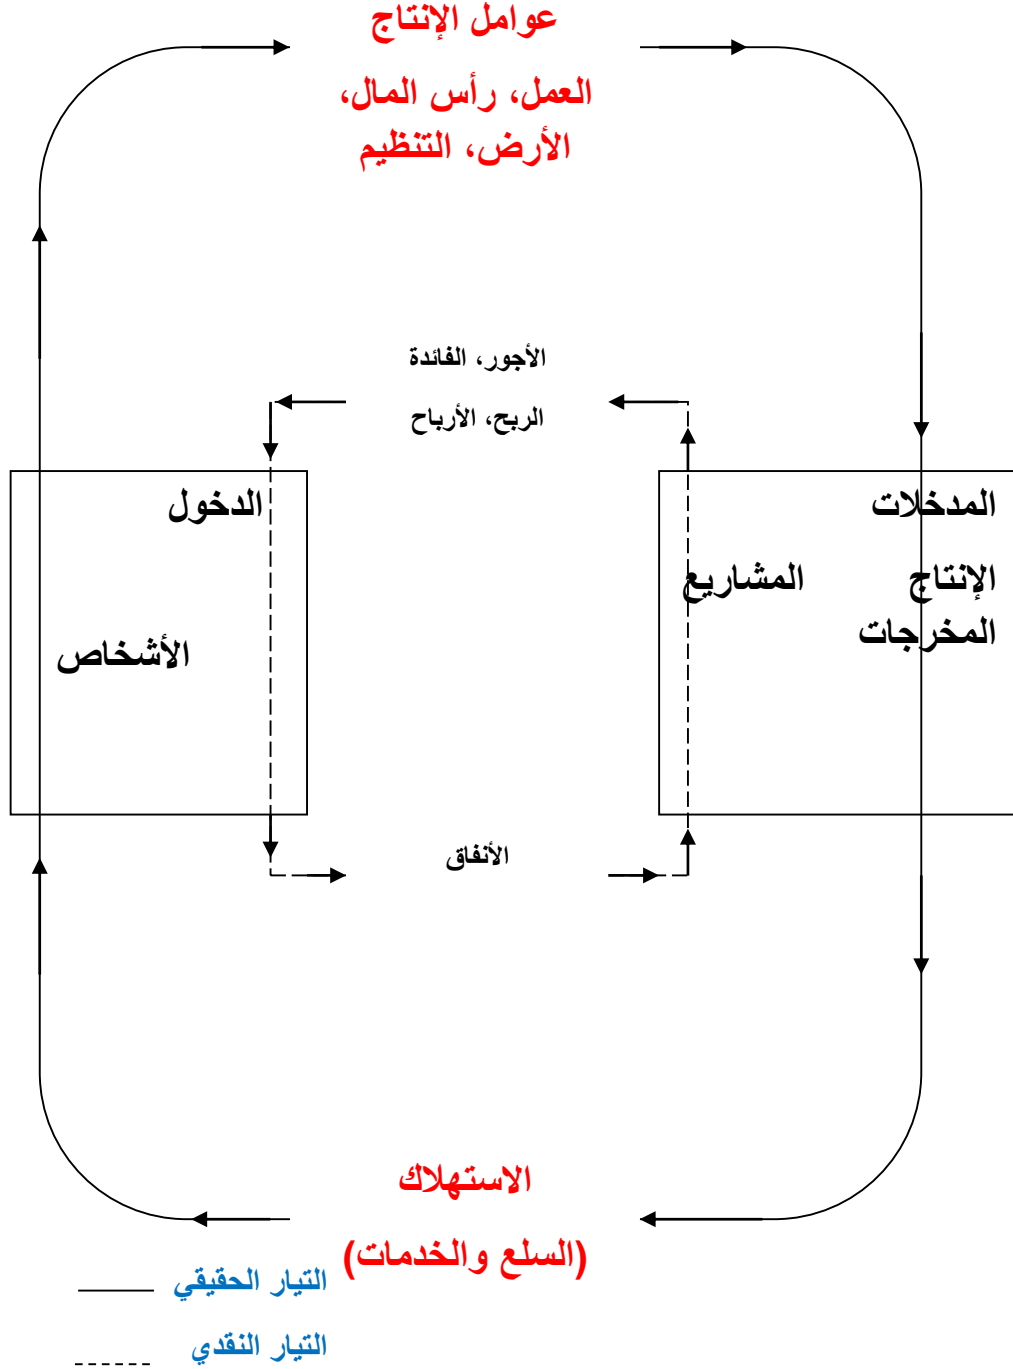 عوامل الإنتاج
العمل، رأس المال،
الأرض، التنظيم
الأجور، الفائدة
الربح، الأرباح
المدخلات
الإنتاج
المشاريع
المخرجات
الدخول
الأشخاص
الأنفاق
الاستهلاك
(السلع والخدمات)
التيار الحقيقي
التيار النقدي